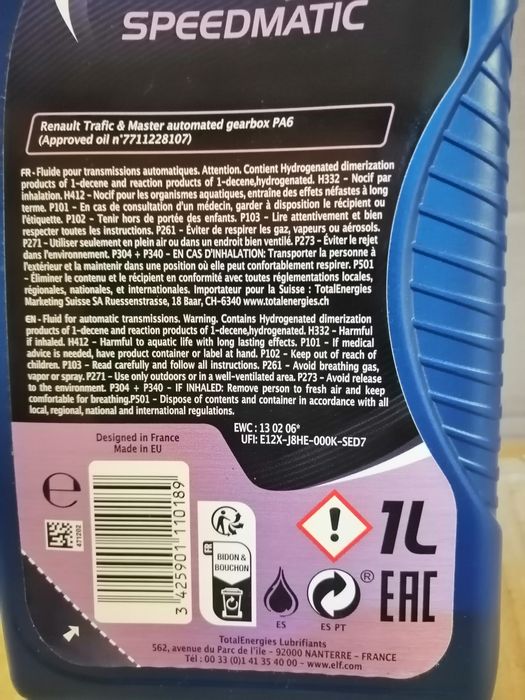 SPEEDMATIC
Renault Trafic & Master automated gearbox PA6
(Approved oil n°7711228107)
FR - Fluide pour transmissions automatiques. Attention. Contient Hydrogenated dimerization
products of 1-decene and reaction products of 1-decene,hydrogenated. H332 - Nocif par
inhalation. H412 - Nocif pour les organismes aquatiques, entraîne des effets néfastes à long
terme. P101 - En cas de consultation d'un médecin, garder à disposition le récipient ou
l'étiquette. P102 - Tenir hors de portée des enfants. P103 - Lire attentivement et bien
respecter toutes les instructions. P261 - Éviter de respirer les gaz, vapeurs ou aérosols.
P271 - Utiliser seulement en plein air ou dans un endroit bien ventilé. P273 - Éviter le rejet
dans l'environnement. P304 + P340 - EN CAS D'INHALATION: Transporter la personne à
l'extérieur et la maintenir dans une position où elle peut confortablement respirer. P501
- Éliminer le contenu et le récipient en conformité avec toutes réglementations locales,
régionales, nationales, et internationales. Importateur pour la Suisse : TotalEnergies
Marketing Suisse SA Ruessenstrasse, 18 Baar, CH-6340 www.totalenergies.ch
EN - Fluid for automatic transmissions. Warning. Contains Hydrogenated dimerization
products of 1-decene and reaction products of 1-decene,hydrogenated. H332 - Harmful
if inhaled. H412 - Harmful to aquatic life with long lasting effects. P101 - If medical
advice is needed, have product container or label at hand. P102 - Keep out of reach of
children. P103 - Read carefully and follow all instructions. P261 - Avoid breathing gas,
vapor or spray. P271 - Use only outdoors or in a well-ventilated area. P273 - Avoid release
to the environment. P304 + P340 - IF INHALED: Remove person to fresh air and keep
comfortable for breathing.P501 - Dispose of contents and container in accordance with all
local, regional, national and international regulations.
EWC : 13 02 06*
UFI: E12X-J8HE-000K-SED7
Designed in France
Made in EU
e
471202
3 425901 110189
FR
BIDON &
BOUCHON
ES
ES PT
®
1L
EAC
TotalEnergies Lubrifiants
562, avenue du Parc de l'île - 92000 NANTERRE - FRANCE
Tél : 00 33 (0)1 41 35 40 00 - www.elf.com